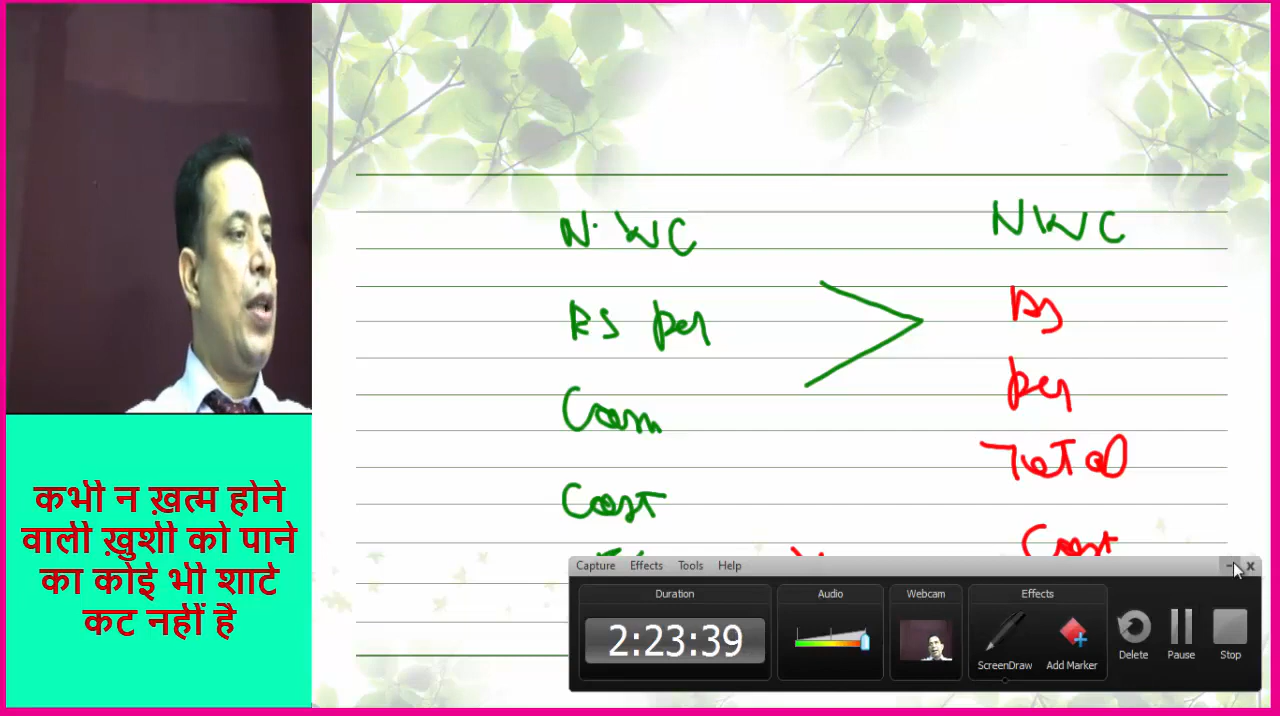 N.WC
NWC
RS per
Rs
per
Com
Total
Cost
Cost
कभी न ख़त्म होने
वाली ख़ुशी को पाने
का कोई भी शार्ट
कट नहीं है
Capture Effects Tools Help
Duration Audio Webcam Effects
2:23:39
ScreenDraw Add Marker Delete Pause Stop